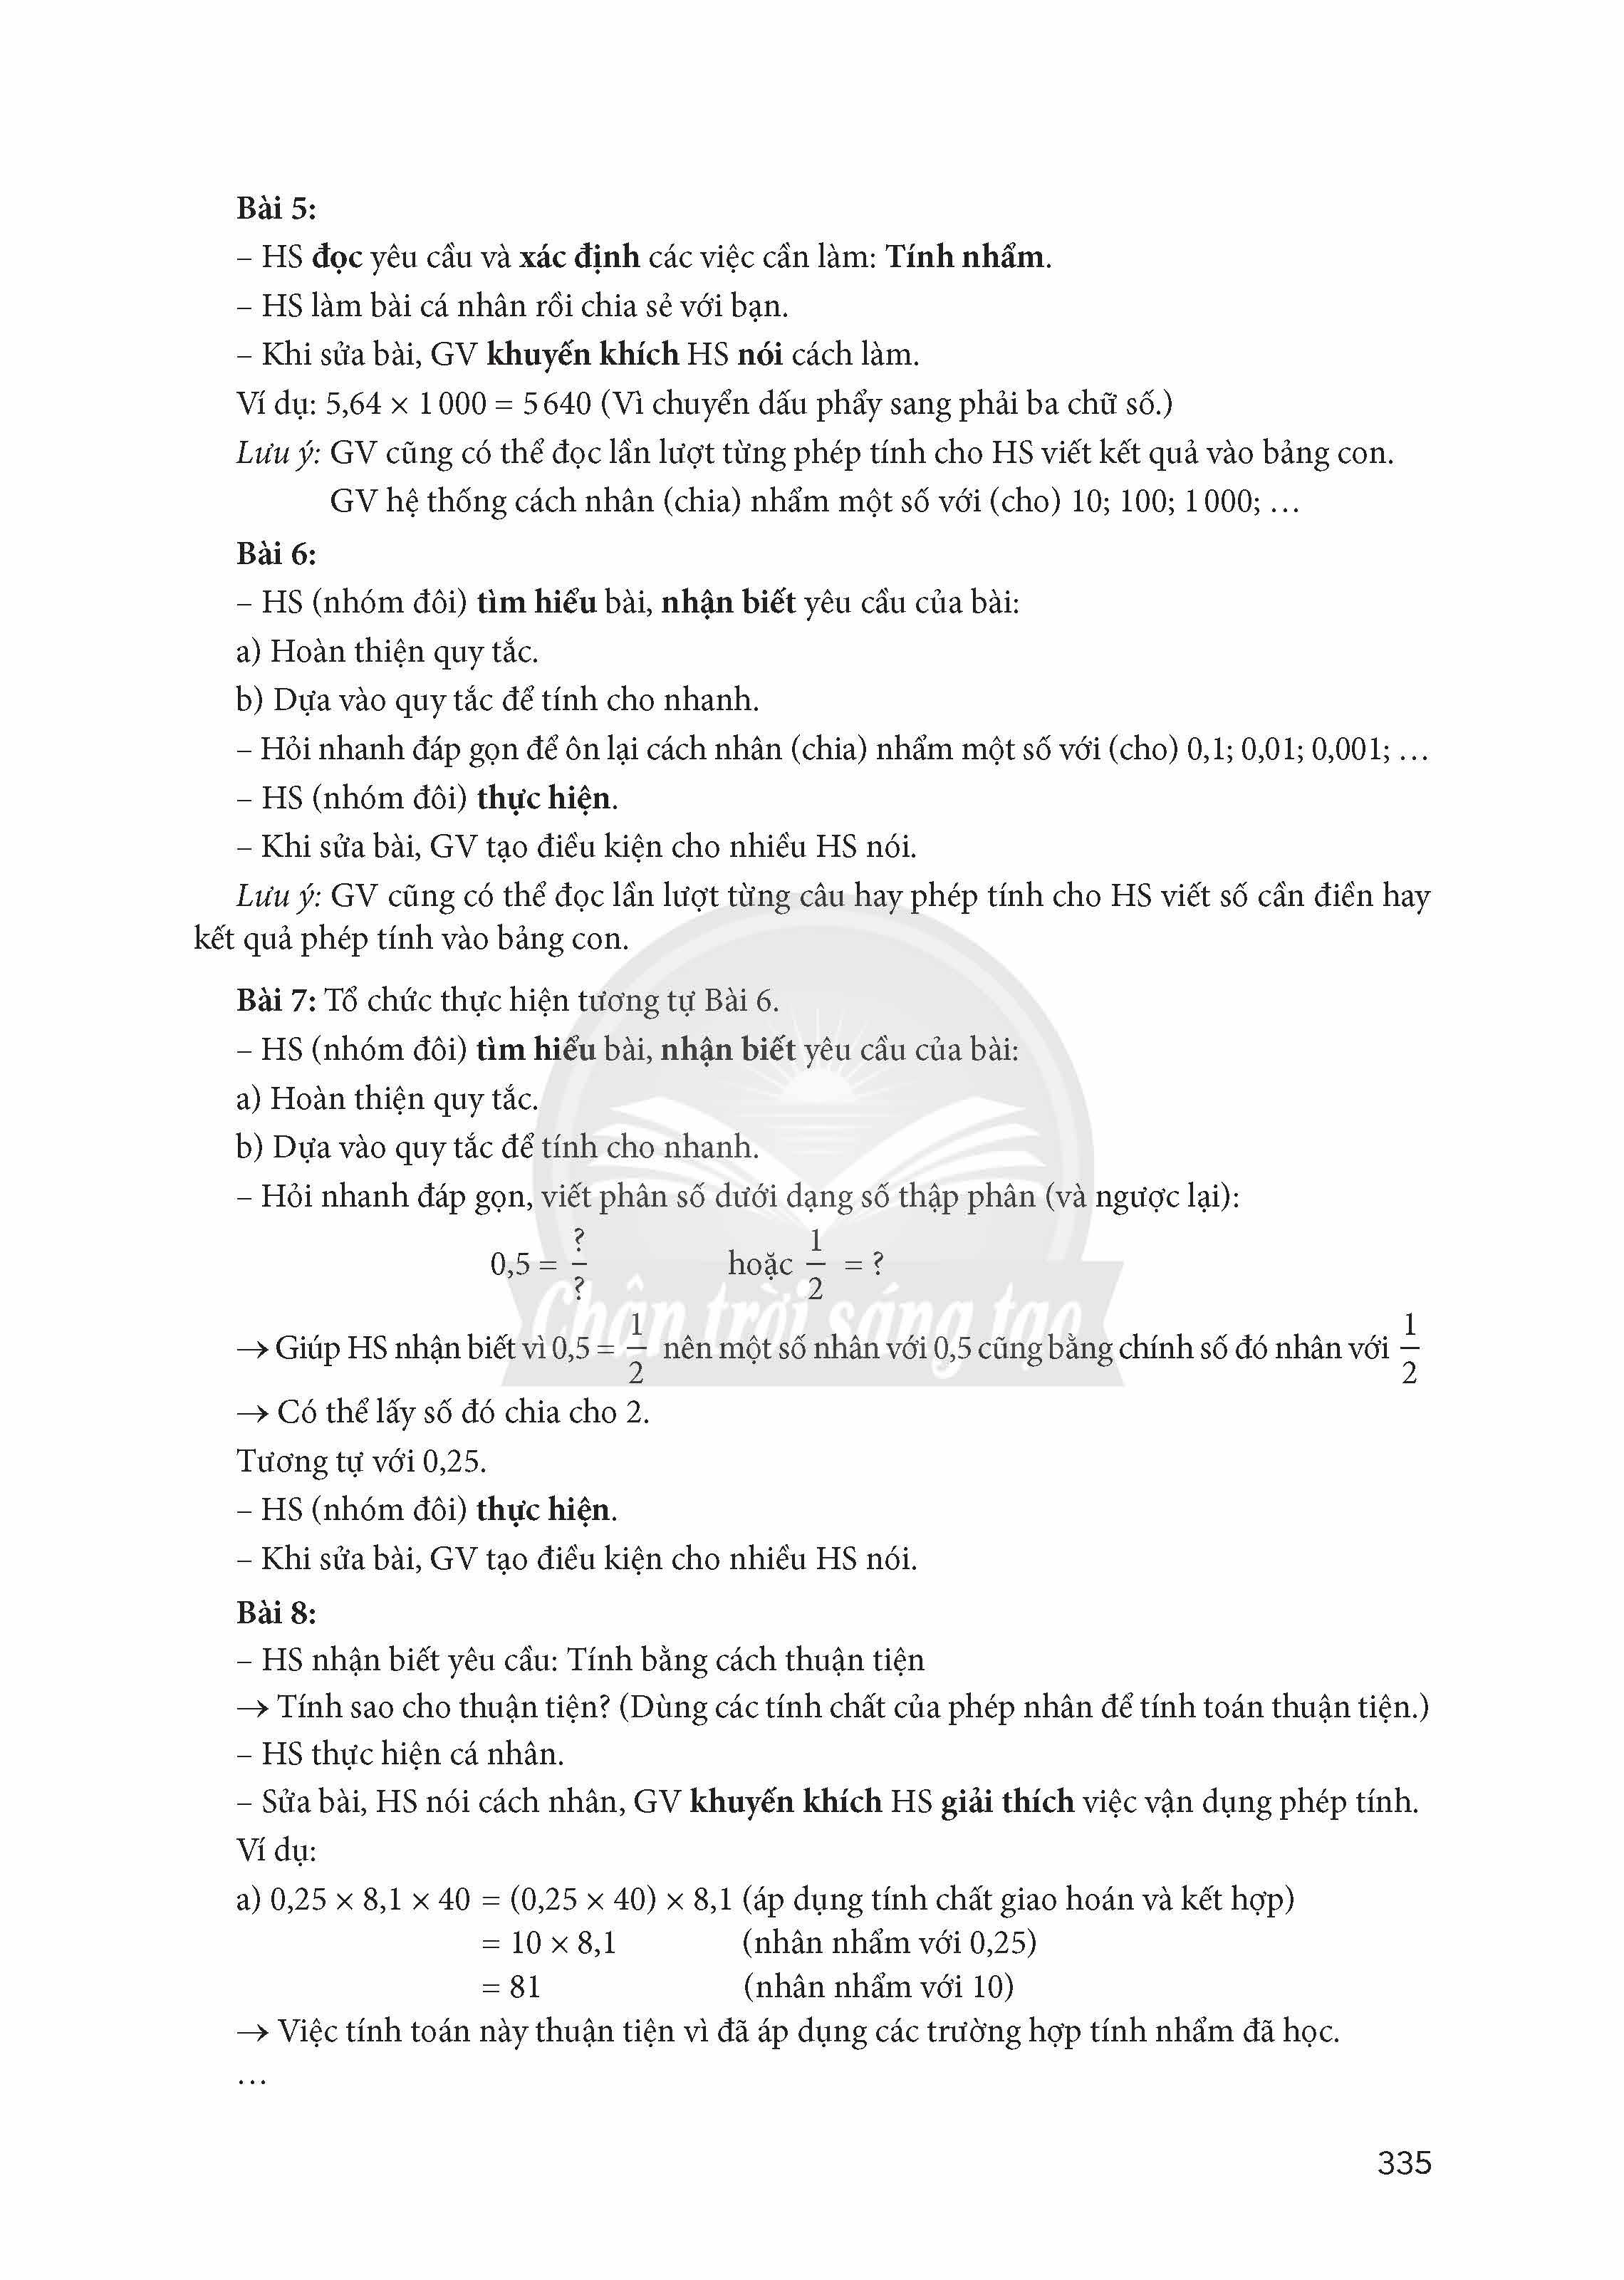 Bài 5:
– HS đọc yêu cầu và xác định các việc cần làm: Tính nhẩm.
– HS làm bài cá nhân rồi chia sẻ với bạn.
– Khi sửa bài, GV khuyến khích HS nói cách làm.
Ví dụ: 5,64 × 1 000 = 5 640 (Vì chuyển dấu phẩy sang phải ba chữ số.)
Lưu ý: GV cũng có thể đọc lần lượt từng phép tính cho HS viết kết quả vào bảng con.
GV hệ thống cách nhân (chia) nhẩm một số với (cho) 10; 100; 1 000; …
Bài 6:
– HS (nhóm đôi) tìm hiểu bài, nhận biết yêu cầu của bài:
a) Hoàn thiện quy tắc.
b) Dựa vào quy tắc để tính cho nhanh.
– Hỏi nhanh đáp gọn để ôn lại cách nhân (chia) nhẩm một số với (cho) 0,1; 0,01; 0,001; …
– HS (nhóm đôi) thực hiện.
– Khi sửa bài, GV tạo điều kiện cho nhiều HS nói.
Lưu ý: GV cũng có thể đọc lần lượt từng câu hay phép tính cho HS viết số cần điền hay
kết quả phép tính vào bảng con.
Bài 7: Tổ chức thực hiện tương tự Bài 6.
– HS (nhóm đôi) tìm hiểu bài, nhận biết yêu cầu của bài:
a) Hoàn thiện quy tắc.
b) Dựa vào quy tắc để tính cho nhanh.
– Hỏi nhanh đáp gọn, viết phân số dưới dạng số thập phân (và ngược lại):
0,5 = ?/? hoặc 1/2 = ?
Chân trời sáng tạo
→ Giúp HS nhận biết vì 0,5 = 1/2 nên một số nhân với 0,5 cũng bằng chính số đó nhân với 1/2
→ Có thể lấy số đó chia cho 2.
Tương tự với 0,25.
– HS (nhóm đôi) thực hiện.
– Khi sửa bài, GV tạo điều kiện cho nhiều HS nói.
Bài 8:
– HS nhận biết yêu cầu: Tính bằng cách thuận tiện
→ Tính sao cho thuận tiện? (Dùng các tính chất của phép nhân để tính toán thuận tiện.)
– HS thực hiện cá nhân.
– Sửa bài, HS nói cách nhân, GV khuyến khích HS giải thích việc vận dụng phép tính.
Ví dụ:
a) 0,25 × 8,1 × 40 = (0,25 × 40) × 8,1 (áp dụng tính chất giao hoán và kết hợp)
= 10 × 8,1 (nhân nhẩm với 0,25)
= 81 (nhân nhẩm với 10)
→ Việc tính toán này thuận tiện vì đã áp dụng các trường hợp tính nhẩm đã học.
…
335